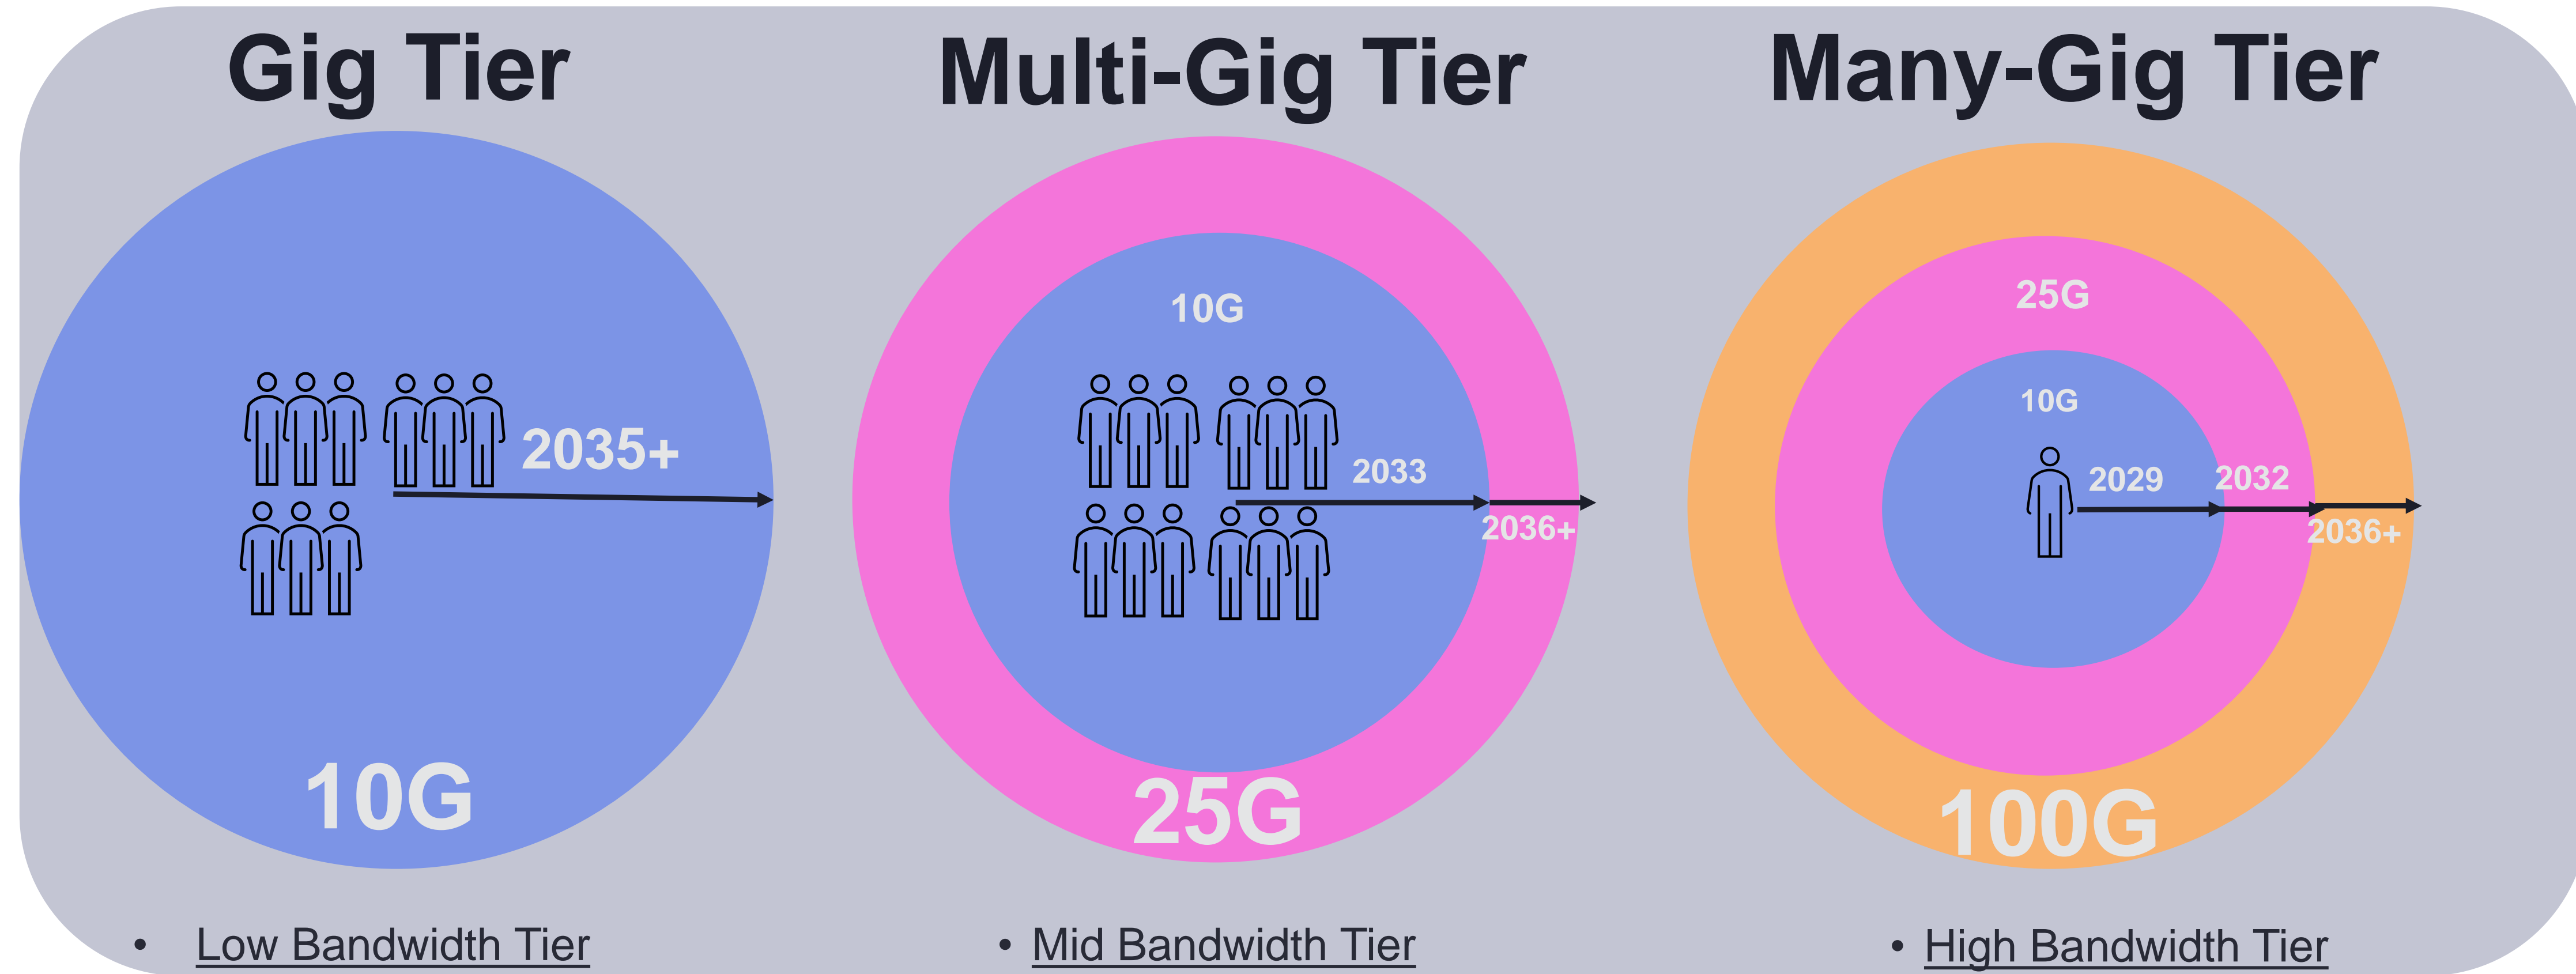 Gig Tier
2035+
10G
• Low Bandwidth Tier
Multi-Gig Tier
10G
2033
2036+
25G
• Mid Bandwidth Tier
Many-Gig Tier
25G
10G
2029
2032
2036+
100G
• High Bandwidth Tier